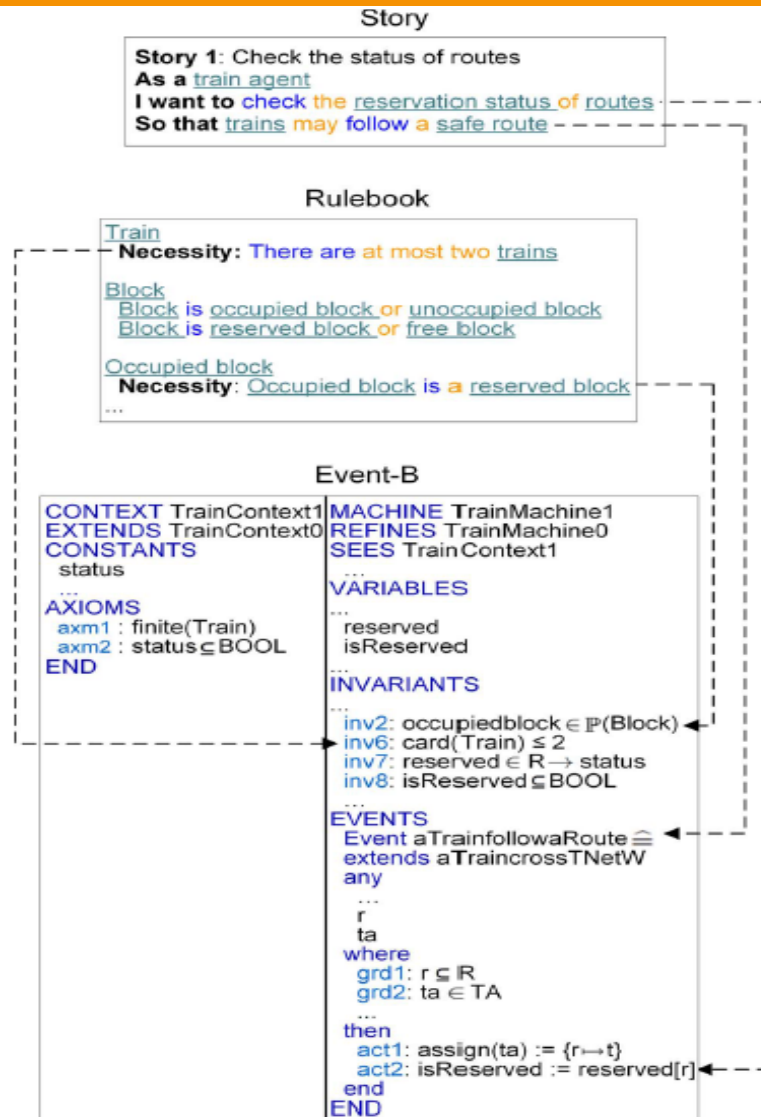 Story
Story 1: Check the status of routes
As a train agent
I want to check the reservation status of routes
So that trains may follow a safe route
Rulebook
Train
Necessity: There are at most two trains
Block
Block is occupied block or unoccupied block
Block is reserved block or free block
Occupied block
Necessity: Occupied block is a reserved block
...
Event-B
CONTEXT TrainContext1
EXTENDS TrainContext0
CONSTANTS
status
...
AXIOMS
axm1 : finite(Train)
axm2 : status⊆BOOL
END
MACHINE TrainMachine1
REFINES TrainMachine0
SEES TrainContext1
...
VARIABLES
...
reserved
isReserved
...
INVARIANTS
...
inv2: occupiedblock ∈ ℙ(Block)
inv6: card(Train) ≤ 2
inv7: reserved ∈ R → status
inv8: isReserved⊆BOOL
...
EVENTS
Event aTrainfollowaRoute ≙
extends aTraincrossTNetW
any
...
r
ta
where
grd1: r ⊆ ℝ
grd2: ta ∈ TA
...
then
act1: assign(ta) := {r↦t}
act2: isReserved := reserved[r]
end
END